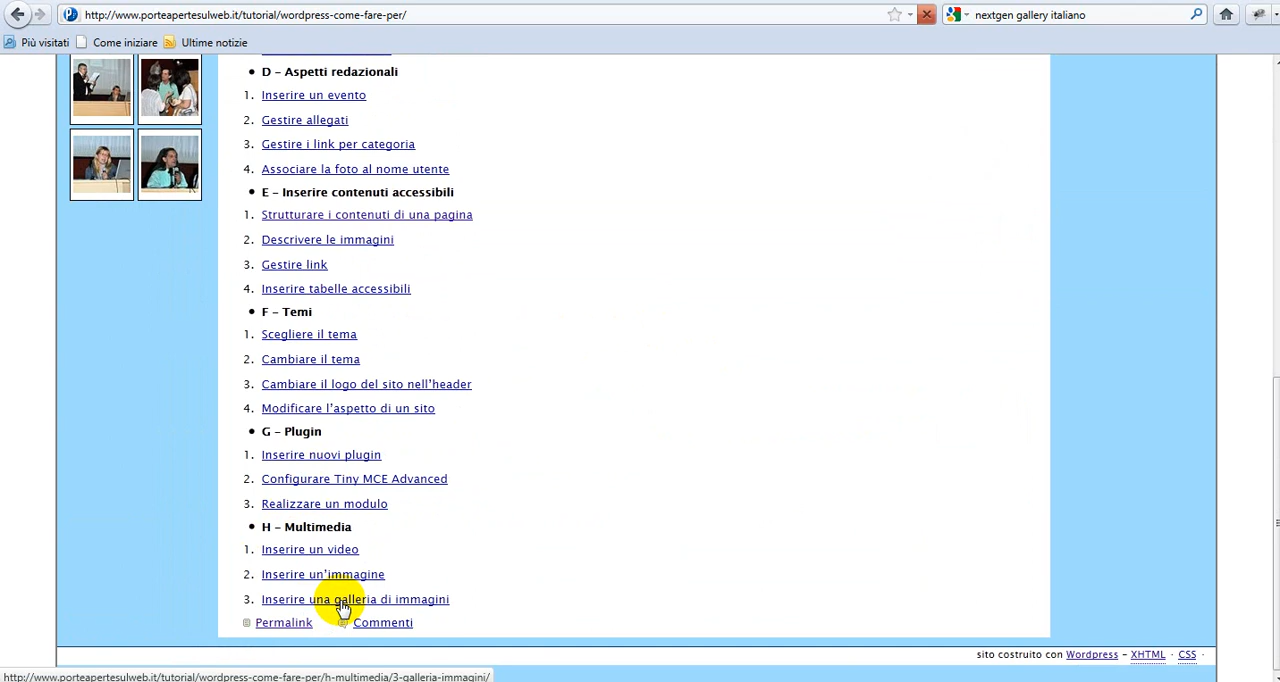 http://www.porteapertesulweb.it/tutorial/wordpress-come-fare-per/
nextgen gallery italiano
Più visitati
Come iniziare
Ultime notizie
• D – Aspetti redazionali
1. Inserire un evento
2. Gestire allegati
3. Gestire i link per categoria
4. Associare la foto al nome utente
• E – Inserire contenuti accessibili
1. Strutturare i contenuti di una pagina
2. Descrivere le immagini
3. Gestire link
4. Inserire tabelle accessibili
• F – Temi
1. Scegliere il tema
2. Cambiare il tema
3. Cambiare il logo del sito nell’header
4. Modificare l’aspetto di un sito
• G – Plugin
1. Inserire nuovi plugin
2. Configurare Tiny MCE Advanced
3. Realizzare un modulo
• H – Multimedia
1. Inserire un video
2. Inserire un’immagine
3. Inserire una galleria di immagini
Permalink Commenti
sito costruito con Wordpress – XHTML · CSS ·
http://www.porteapertesulweb.it/tutorial/wordpress-come-fare-per/h-multimedia/3-galleria-immagini/